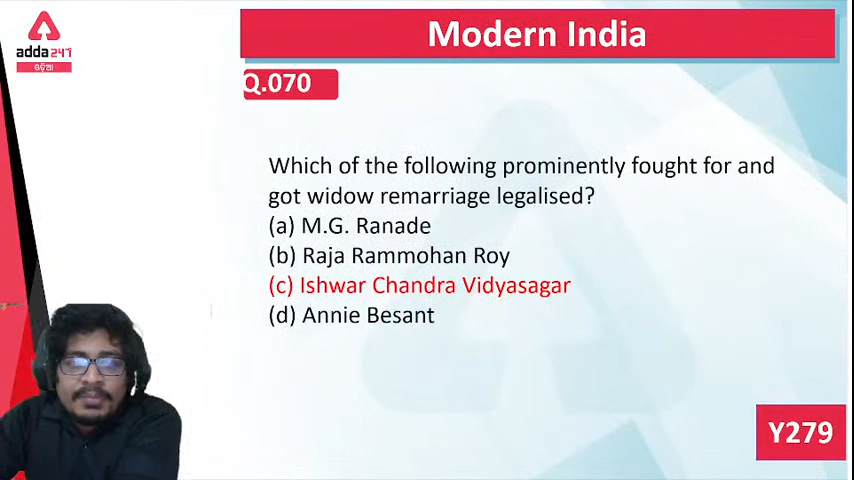 adda247
ଓଡ଼ିଆ
Modern India
Q.070
Which of the following prominently fought for and
got widow remarriage legalised?
(a) M.G. Ranade
(b) Raja Rammohan Roy
(c) Ishwar Chandra Vidyasagar
(d) Annie Besant
Y279